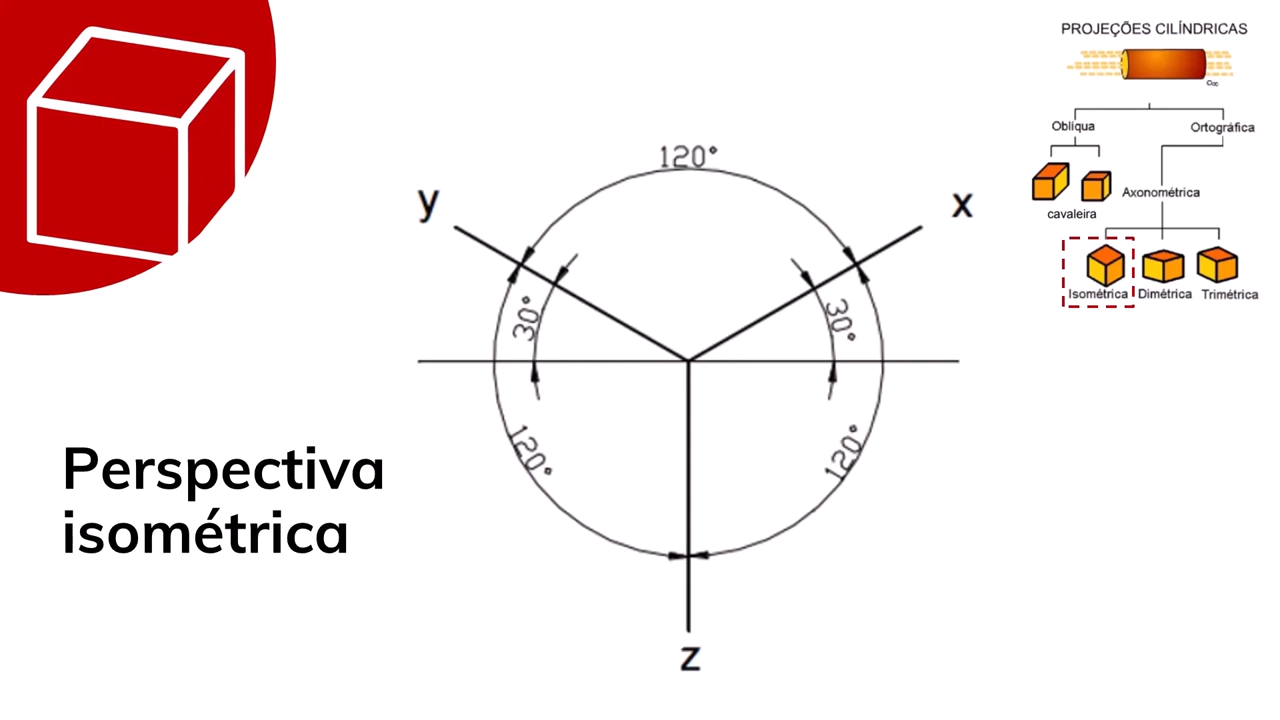 PROJEÇÕES CILÍNDRICAS
Oblíqua
Ortográfica
cavaleira
Axonométrica
Isométrica
Dimétrica
Trimétrica
120°
y
x
30°
30°
120°
120°
z
Perspectiva
isométrica